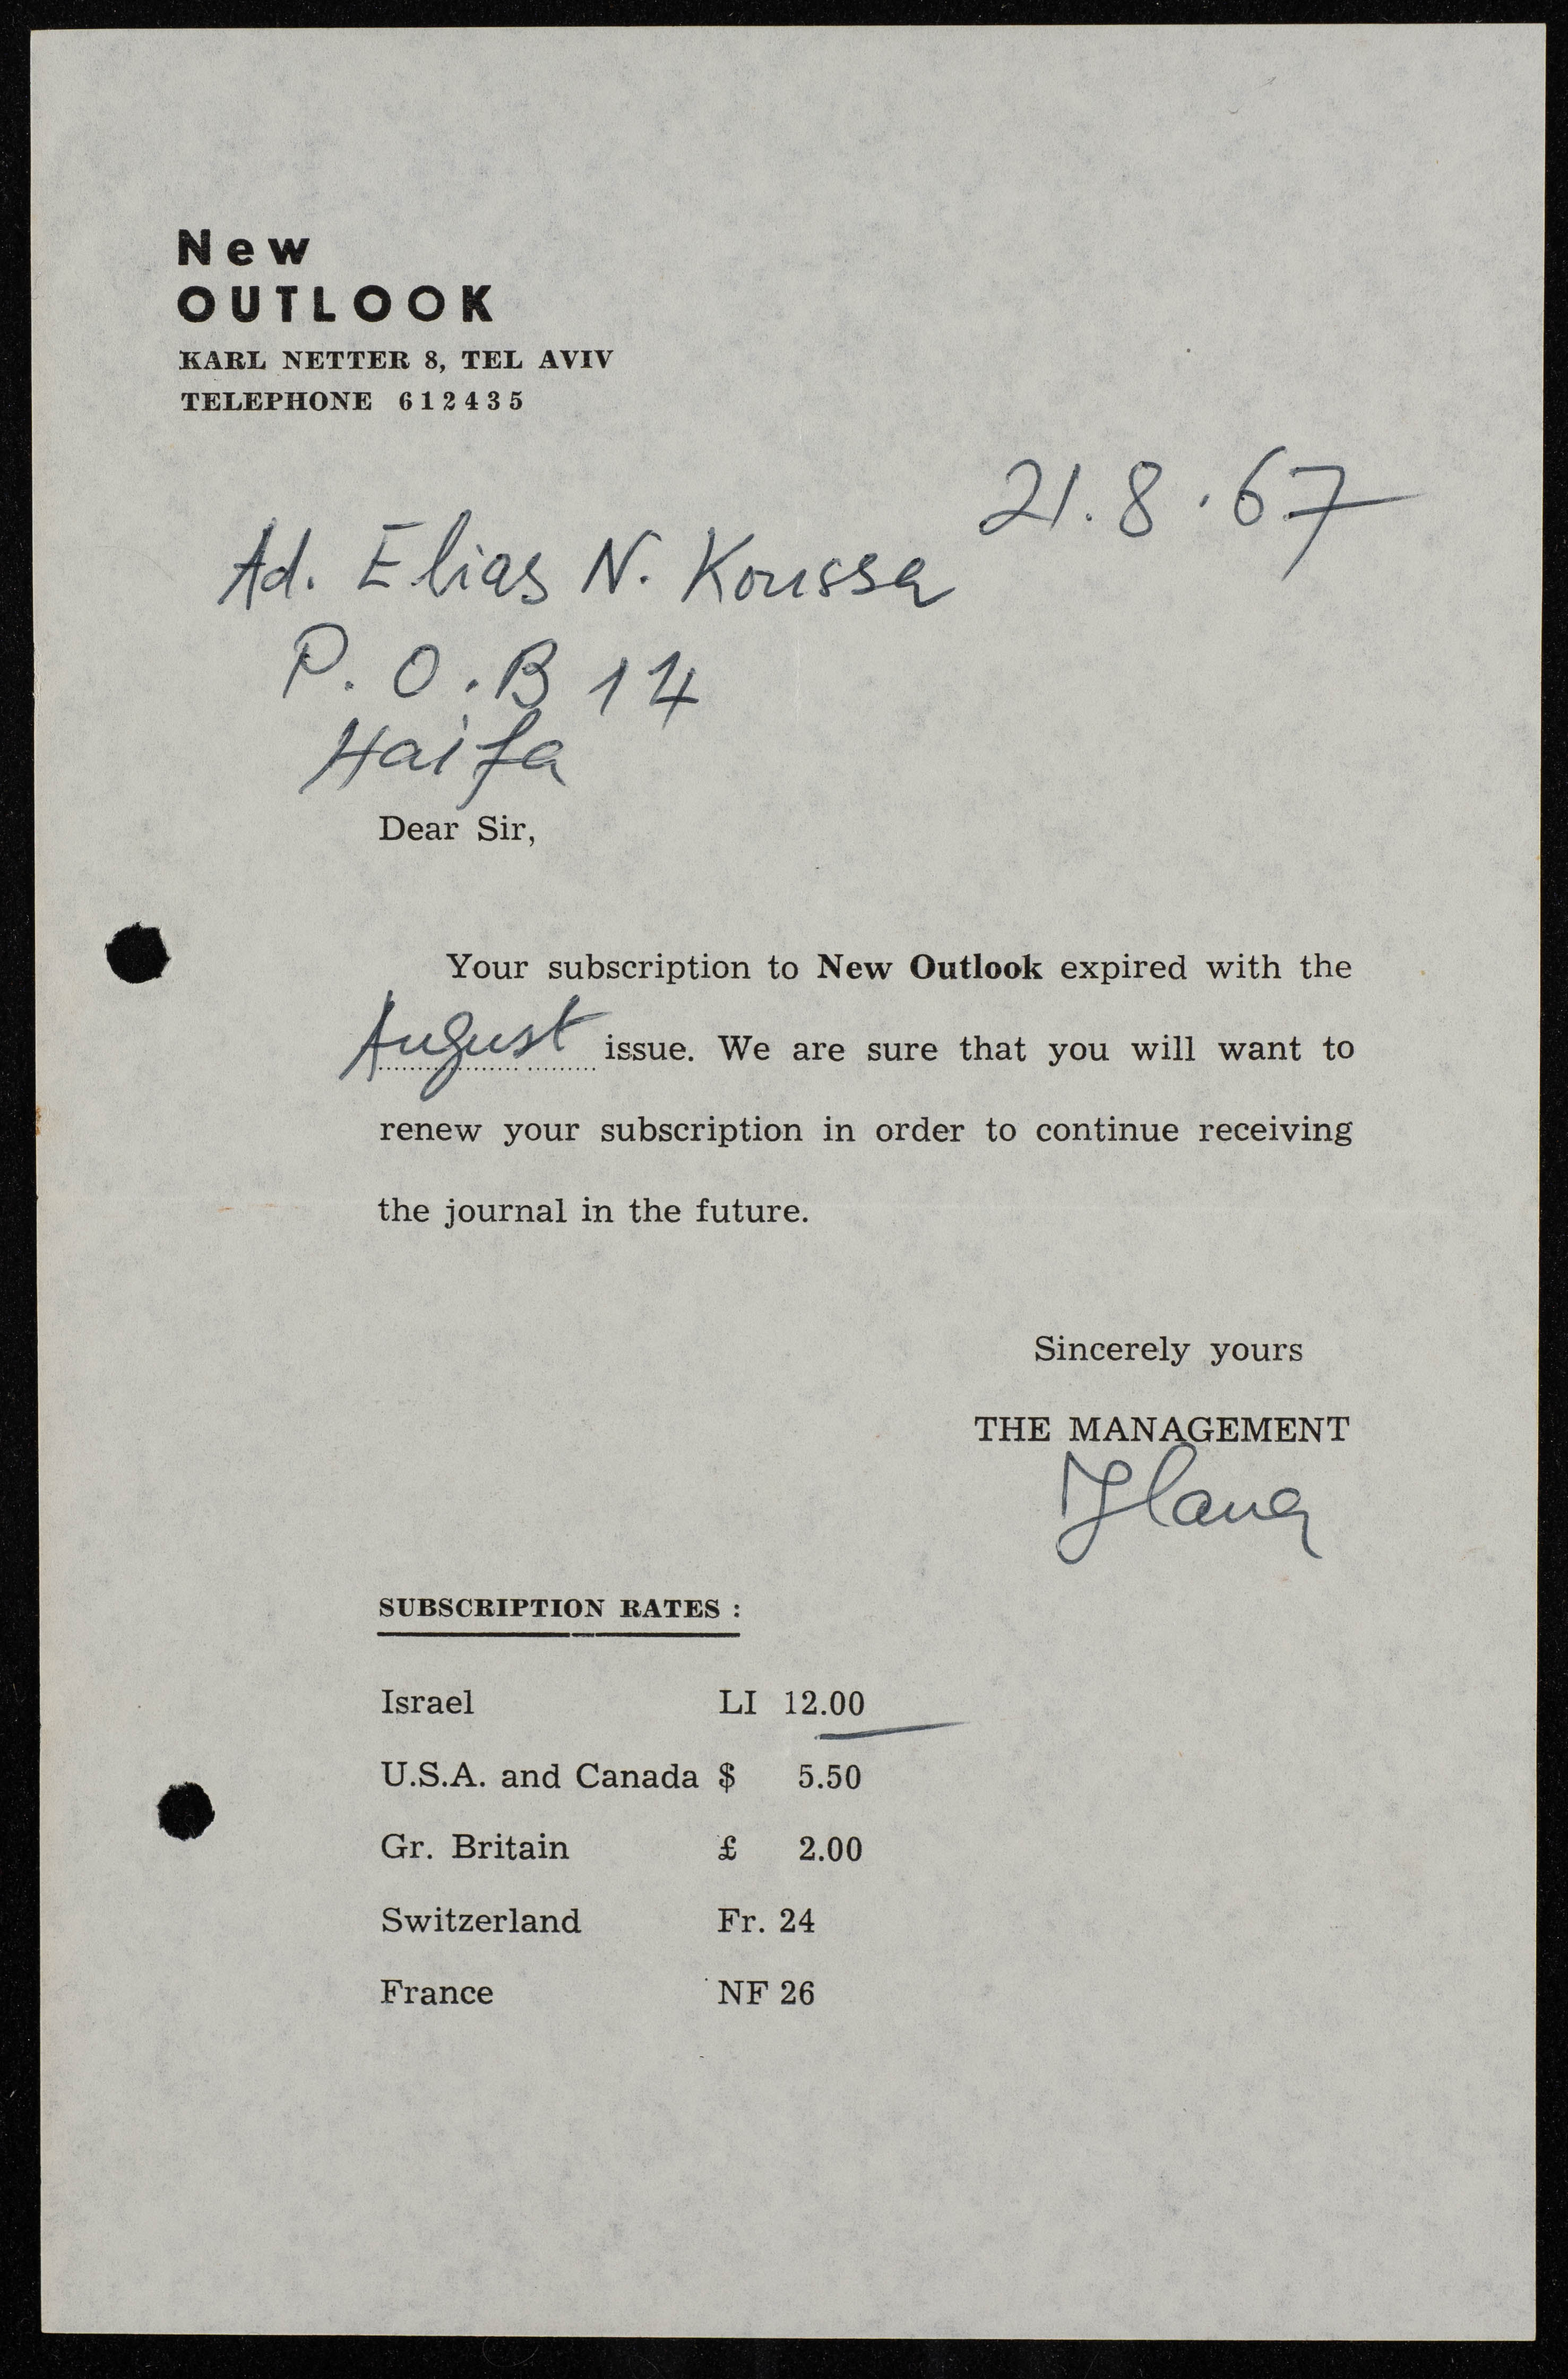 New
OUTLOOK
KARL NETTER 8, TEL AVIV
TELEPHONE 612435
21.8.67
Ad. Elias N. Koussa
P.O.B 14
Haifa
Dear Sir,
Your subscription to New Outlook expired with the
August issue. We are sure that you will want to
renew your subscription in order to continue receiving
the journal in the future.
Sincerely yours
THE MANAGEMENT
Ilana
SUBSCRIPTION RATES :
Israel LI 12.00
U.S.A. and Canada $ 5.50
Gr. Britain £ 2.00
Switzerland Fr. 24
France NF 26